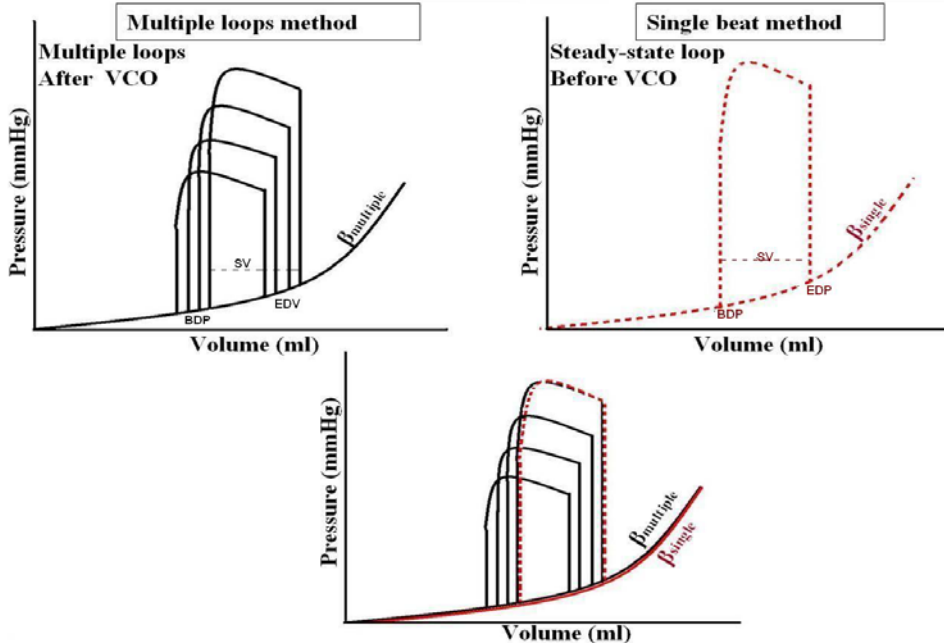 Multiple loops method
Multiple loops
After VCO
Pressure (mmHg)
βmultiple
SV
EDV
BDP
Volume (ml)
Single beat method
Steady-state loop
Before VCO
Pressure (mmHg)
βsingle
SV
EDP
BDP
Volume (ml)
Pressure (mmHg)
βmultiple
βsingle
Volume (ml)